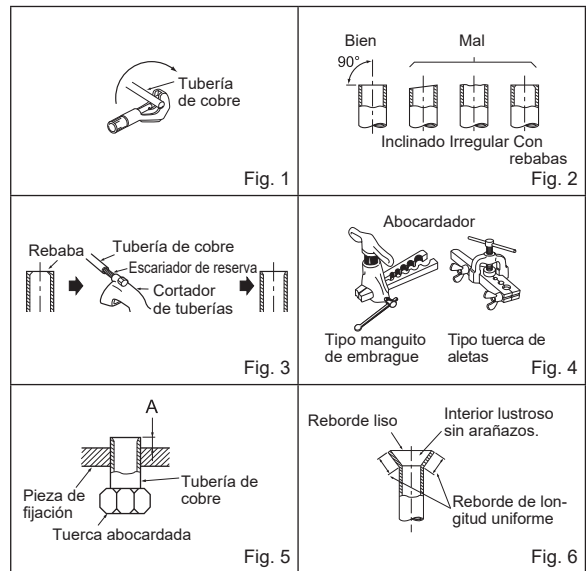 Tubería
de cobre
Fig. 1
Bien
Mal
90°
Inclinado Irregular Con
rebabas
Fig. 2
Rebaba
Tubería de cobre
Escariador de reserva
Cortador
de tuberías
Fig. 3
Abocardador
Tipo manguito
de embrague
Tipo tuerca de
aletas
Fig. 4
A
Tubería de
cobre
Pieza de
fijación
Tuerca abocardada
Fig. 5
Reborde liso
Interior lustroso
sin arañazos.
Reborde de lon-
gitud uniforme
Fig. 6